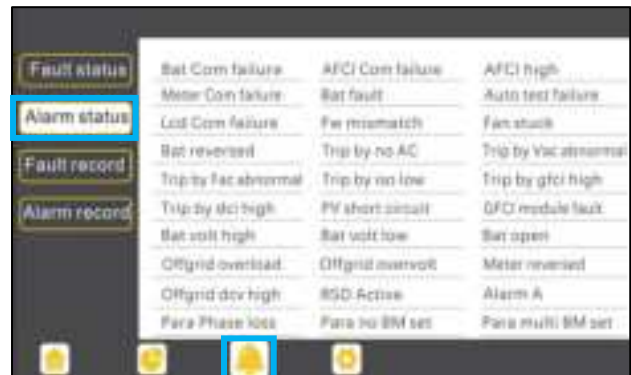 Fault status
Alarm status
Fault record
Alarm record
Bat Com failure AFCI Com failure AFCI high
Meter Com failure Bat fault Auto test failure
Lcd Com failure Fw mismatch Fan stuck
Bat reversed Trip by no AC Trip by Vac abnormal
Trip by Fac abnormal Trip by iso low Trip by gfci high
Trip by dci high PV short circuit GFCI module fault
Bat volt high Bat volt low Bat open
Offgrid overload Offgrid overvolt Meter reversed
Offgrid dcv high RSD Active Alarm A
Para Phase loss Para no BM set Para multi BM set